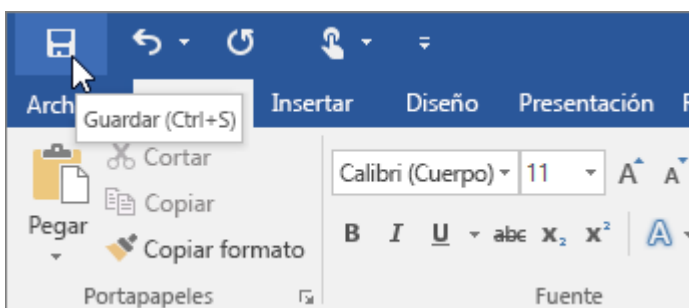 Arch
Guardar (Ctrl+S)
Insertar
Diseño
Presentación
Cortar
Copiar
Pegar
Copiar formato
Portapapeles
Calibri (Cuerpo)
11
A A
B I U abc X₂ X² A
Fuente